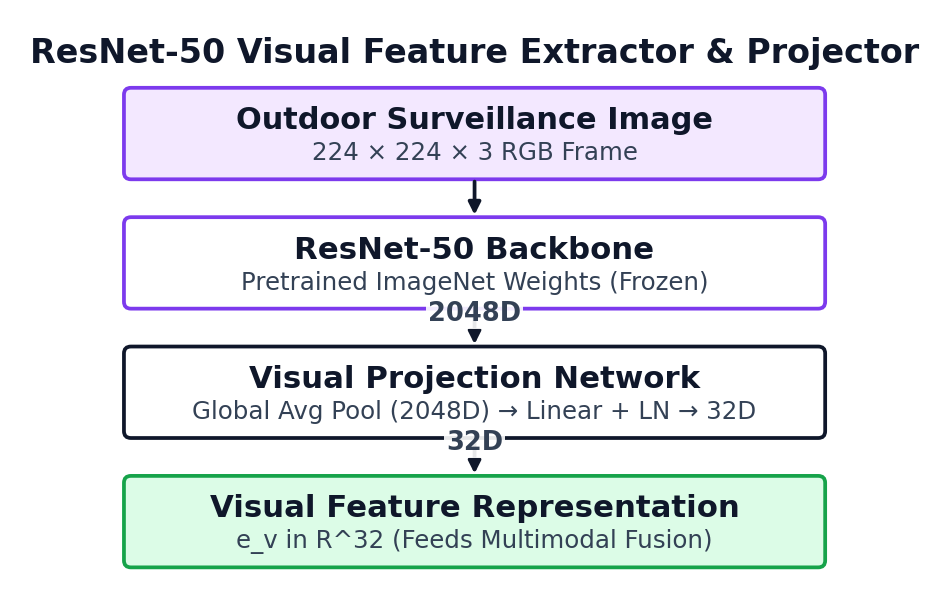 ResNet-50 Visual Feature Extractor & Projector
Outdoor Surveillance Image
224 × 224 × 3 RGB Frame
ResNet-50 Backbone
Pretrained ImageNet Weights (Frozen)
2048D
Visual Projection Network
Global Avg Pool (2048D) → Linear + LN → 32D
32D
Visual Feature Representation
e_v in R^32 (Feeds Multimodal Fusion)